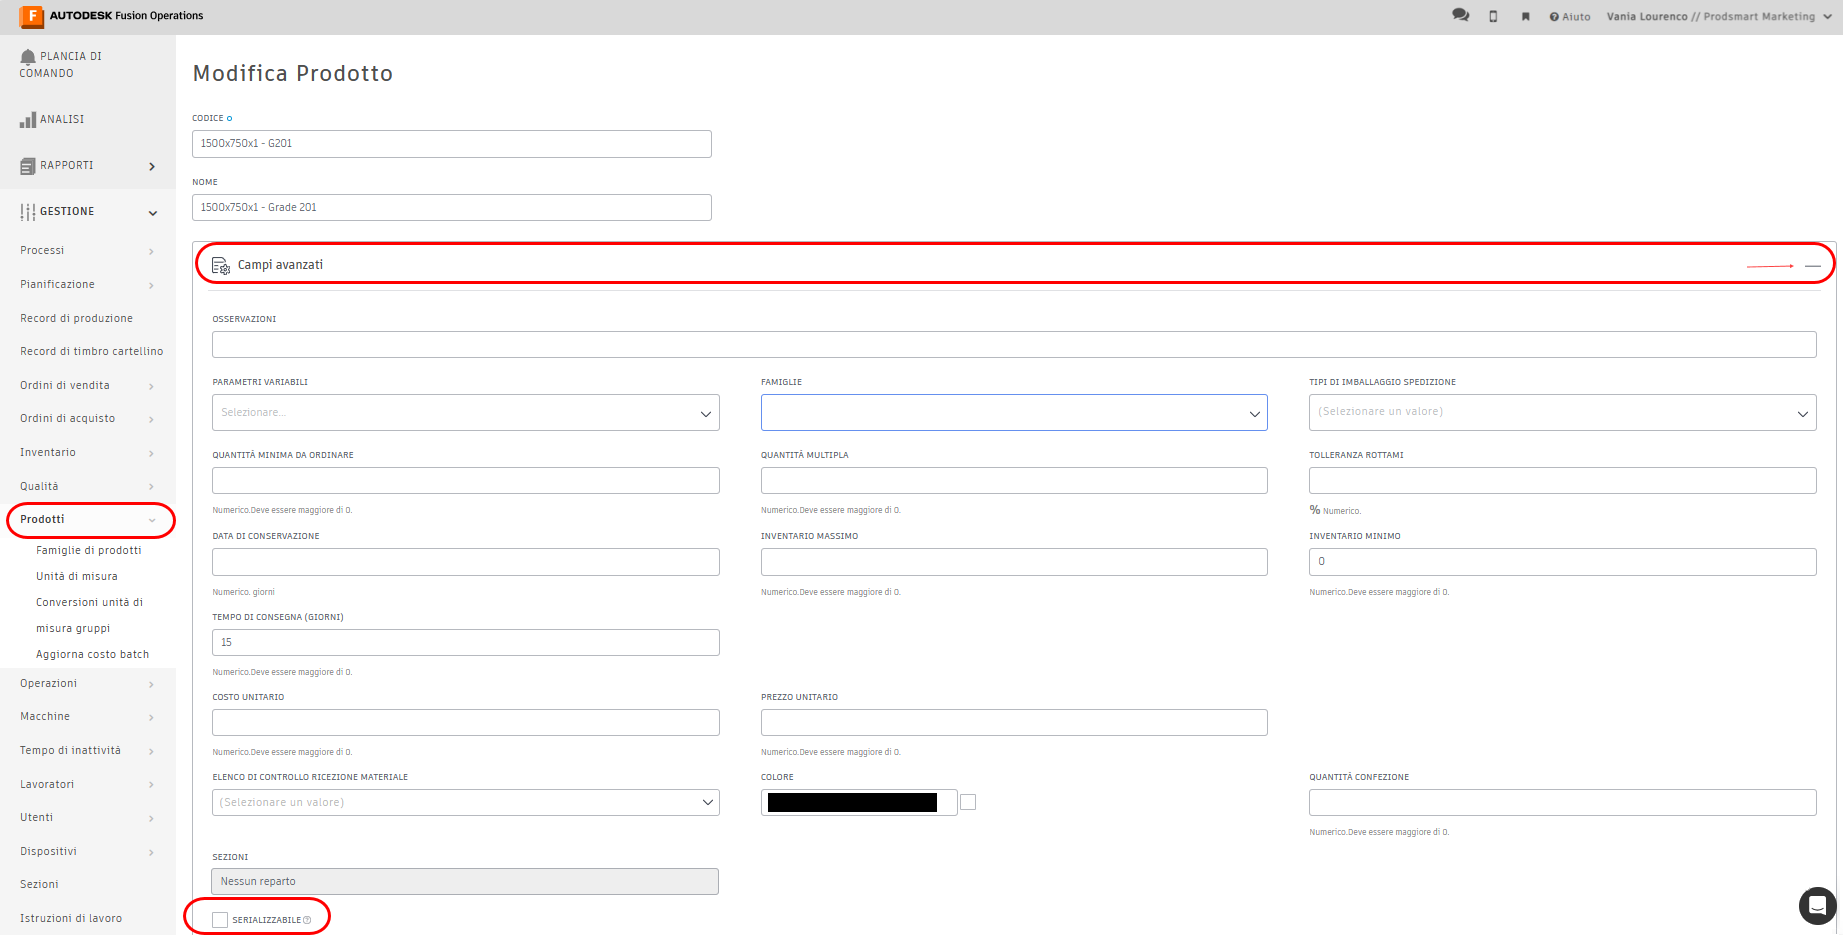 F AUTODESK Fusion Operations
Aiuto
Vania Lourenco // Prodsmart Marketing
PLANCIA DI
COMANDO
ANALISI
RAPPORTI
GESTIONE
Processi
Pianificazione
Record di produzione
Record di timbro cartellino
Ordini di vendita
Ordini di acquisto
Inventario
Qualità
Prodotti
Famiglie di prodotti
Unità di misura
Conversioni unità di
misura gruppi
Aggiorna costo batch
Operazioni
Macchine
Tempo di inattività
Lavoratori
Utenti
Dispositivi
Sezioni
Istruzioni di lavoro
Modifica Prodotto
CODICE
1500x750x1 - G201
NOME
1500x750x1 - Grade 201
Campi avanzati
OSSERVAZIONI
PARAMETRI VARIABILI
Selezionare...
FAMIGLIE
TIPI DI IMBALLAGGIO SPEDIZIONE
(Selezionare un valore)
QUANTITÀ MINIMA DA ORDINARE
Numerico.Deve essere maggiore di 0.
QUANTITÀ MULTIPLA
Numerico.Deve essere maggiore di 0.
TOLLERANZA ROTTAMI
% Numerico.
DATA DI CONSERVAZIONE
Numerico. giorni
INVENTARIO MASSIMO
Numerico.Deve essere maggiore di 0.
INVENTARIO MINIMO
0
Numerico.Deve essere maggiore di 0.
TEMPO DI CONSEGNA (GIORNI)
15
Numerico.Deve essere maggiore di 0.
COSTO UNITARIO
Numerico.Deve essere maggiore di 0.
PREZZO UNITARIO
Numerico.Deve essere maggiore di 0.
ELENCO DI CONTROLLO RICEZIONE MATERIALE
(Selezionare un valore)
COLORE
QUANTITÀ CONFEZIONE
Numerico.Deve essere maggiore di 0.
SEZIONI
Nessun reparto
SERIALIZZABILE